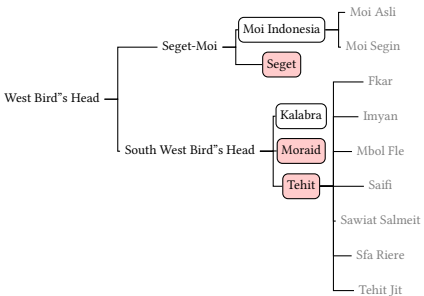 Moi Asli
Moi Indonesia
Moi Segin
Seget-Moi
Seget
Fkar
West Bird"s Head
Kalabra
Imyan
South West Bird"s Head
Moraid
Mbol Fle
Tehit
Saifi
Sawiat Salmeit
Sfa Riere
Tehit Jit